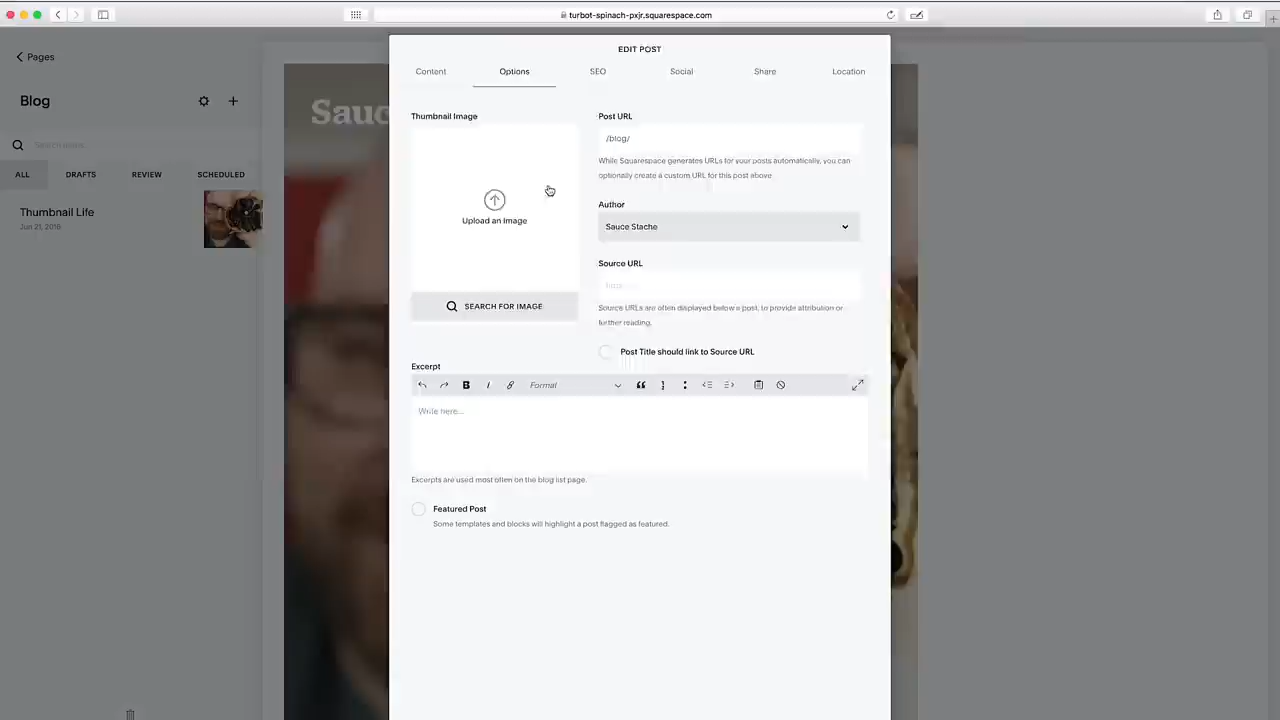 turbot-spinach-pxjr.squarespace.com
Pages
EDIT POST
Content Options SEO Social Share Location
Blog
Sauc
Thumbnail Image
Post URL
/blog/
While Squarespace generates URLs for your posts automatically, you can
optionally create a custom URL for this post above
Search items
ALL DRAFTS REVIEW SCHEDULED
Thumbnail Life
Jun 21, 2018
Upload an Image
Author
Sauce Stache
SEARCH FOR IMAGE
Source URL
Source URLs are often displayed below a post, to provide attribution or
further reading.
Post Title should link to Source URL
Excerpt
B I Formal
Write here...
Excerpts are used most often on the blog list page.
Featured Post
Some templates and blocks will highlight a post flagged as featured.